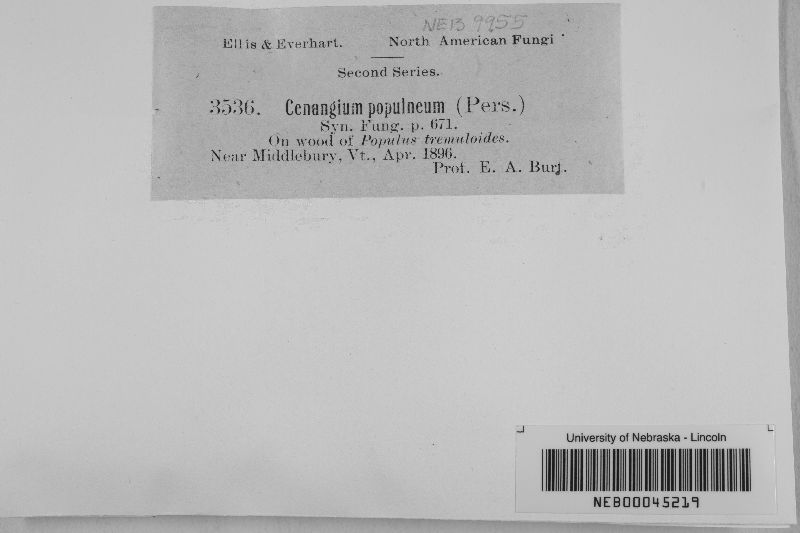 NEB 9955
Ellis & Everhart. North American Fungi
Second Series.
3536. Cenangium populneum (Pers.)
Syn. Fung. p. 671.
On wood of Populus tremuloides.
Near Middlebury, Vt., Apr. 1896.
Prof. E. A. Burt.
University of Nebraska - Lincoln
NEB00045219